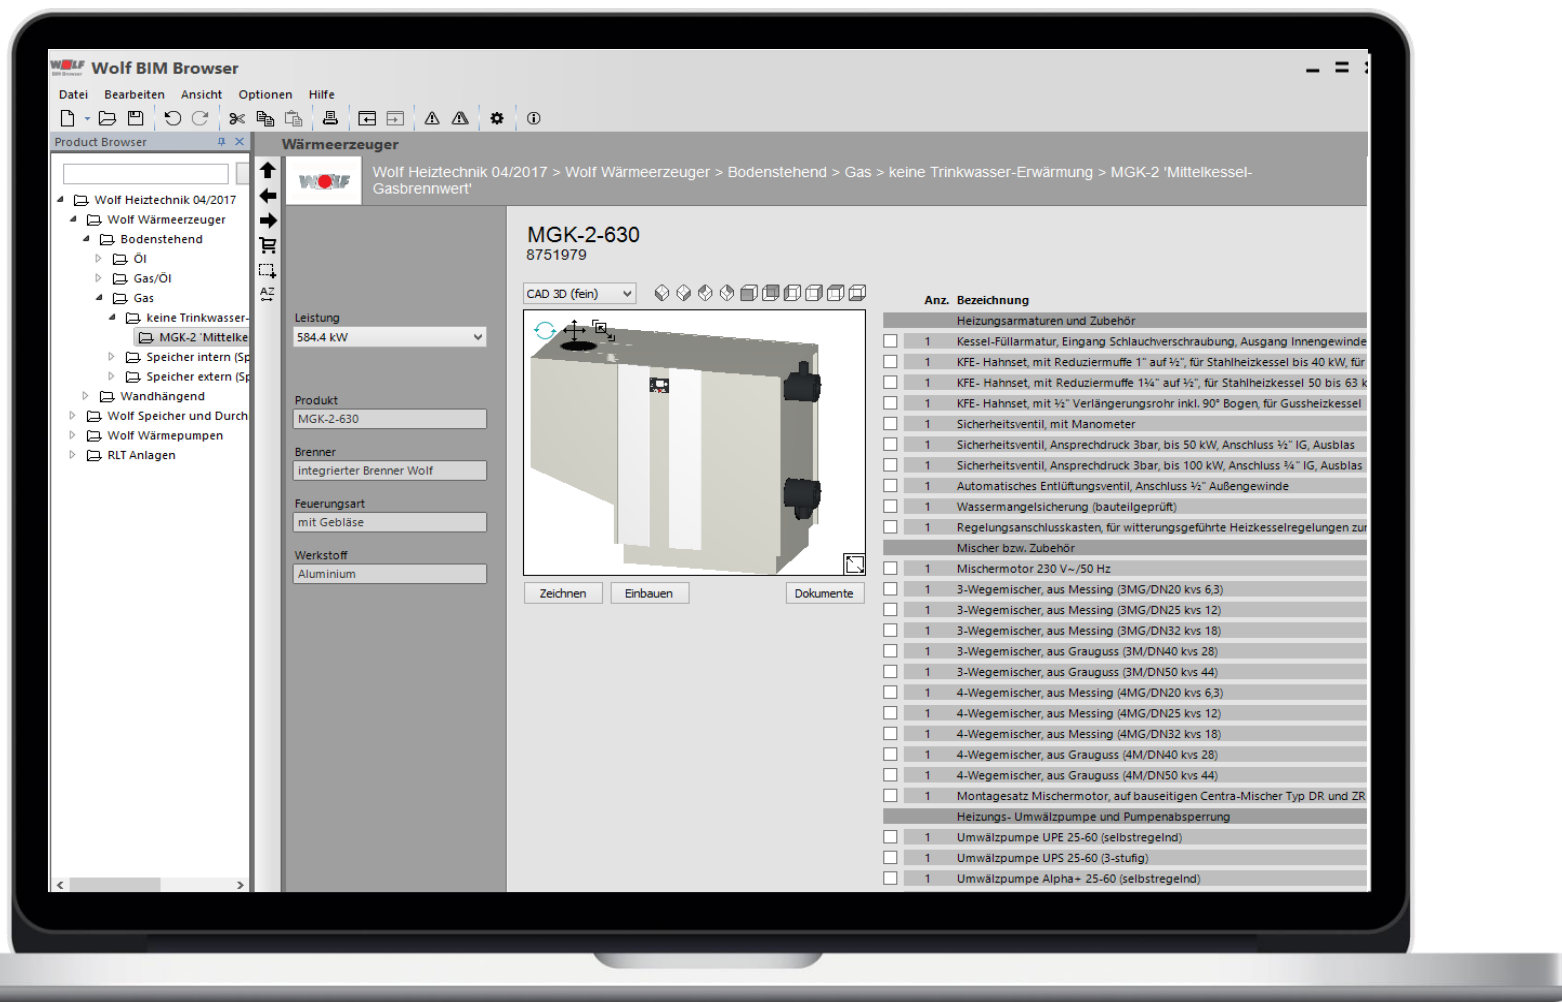 WOLF
BIM Browser
Wolf BIM Browser
Datei Bearbeiten Ansicht Optionen Hilfe
Product Browser
Wolf Heiztechnik 04/2017
Wolf Wärmeerzeuger
Bodenstehend
Öl
Gas/Öl
Gas
keine Trinkwasser-
MGK-2 'Mittelke
Speicher intern (Sp
Speicher extern (Sp
Wandhängend
Wolf Speicher und Durch
Wolf Wärmepumpen
RLT Anlagen
AZ
Wärmeerzeuger
WOLF
Wolf Heiztechnik 04/2017 > Wolf Wärmeerzeuger > Bodenstehend > Gas > keine Trinkwasser-Erwärmung > MGK-2 'Mittelkessel-
Gasbrennwert'
Leistung
584.4 kW
Produkt
MGK-2-630
Brenner
integrierter Brenner Wolf
Feuerungsart
mit Gebläse
Werkstoff
Aluminium
MGK-2-630
8751979
CAD 3D (fein)
Zeichnen Einbauen Dokumente
Anz. Bezeichnung
Heizungsarmaturen und Zubehör
1 Kessel-Füllarmatur, Eingang Schlauchverschraubung, Ausgang Innengewinde
1 KFE- Hahnset, mit Reduziermuffe 1" auf ½", für Stahlheizkessel bis 40 kW, für
1 KFE- Hahnset, mit Reduziermuffe 1¼" auf ½", für Stahlheizkessel 50 bis 63 k
1 KFE- Hahnset, mit ½" Verlängerungsrohr inkl. 90° Bogen, für Gussheizkessel
1 Sicherheitsventil, mit Manometer
1 Sicherheitsventil, Ansprechdruck 3bar, bis 50 kW, Anschluss ½" IG, Ausblas
1 Sicherheitsventil, Ansprechdruck 3bar, bis 100 kW, Anschluss ¾" IG, Ausblas
1 Automatisches Entlüftungsventil, Anschluss ½" Außengewinde
1 Wassermangelsicherung (bauteilgeprüft)
1 Regelungsanschlusskasten, für witterungsgeführte Heizkesselregelungen zur
Mischer bzw. Zubehör
1 Mischermotor 230 V~/50 Hz
1 3-Wegemischer, aus Messing (3MG/DN20 kvs 6,3)
1 3-Wegemischer, aus Messing (3MG/DN25 kvs 12)
1 3-Wegemischer, aus Messing (3MG/DN32 kvs 18)
1 3-Wegemischer, aus Grauguss (3M/DN40 kvs 28)
1 3-Wegemischer, aus Grauguss (3M/DN50 kvs 44)
1 4-Wegemischer, aus Messing (4MG/DN20 kvs 6,3)
1 4-Wegemischer, aus Messing (4MG/DN25 kvs 12)
1 4-Wegemischer, aus Messing (4MG/DN32 kvs 18)
1 4-Wegemischer, aus Grauguss (4M/DN40 kvs 28)
1 4-Wegemischer, aus Grauguss (4M/DN50 kvs 44)
1 Montagesatz Mischermotor, auf bauseitigen Centra-Mischer Typ DR und ZR
Heizungs- Umwälzpumpe und Pumpenabsperrung
1 Umwälzpumpe UPE 25-60 (selbstregelnd)
1 Umwälzpumpe UPS 25-60 (3-stufig)
1 Umwälzpumpe Alpha+ 25-60 (selbstregelnd)